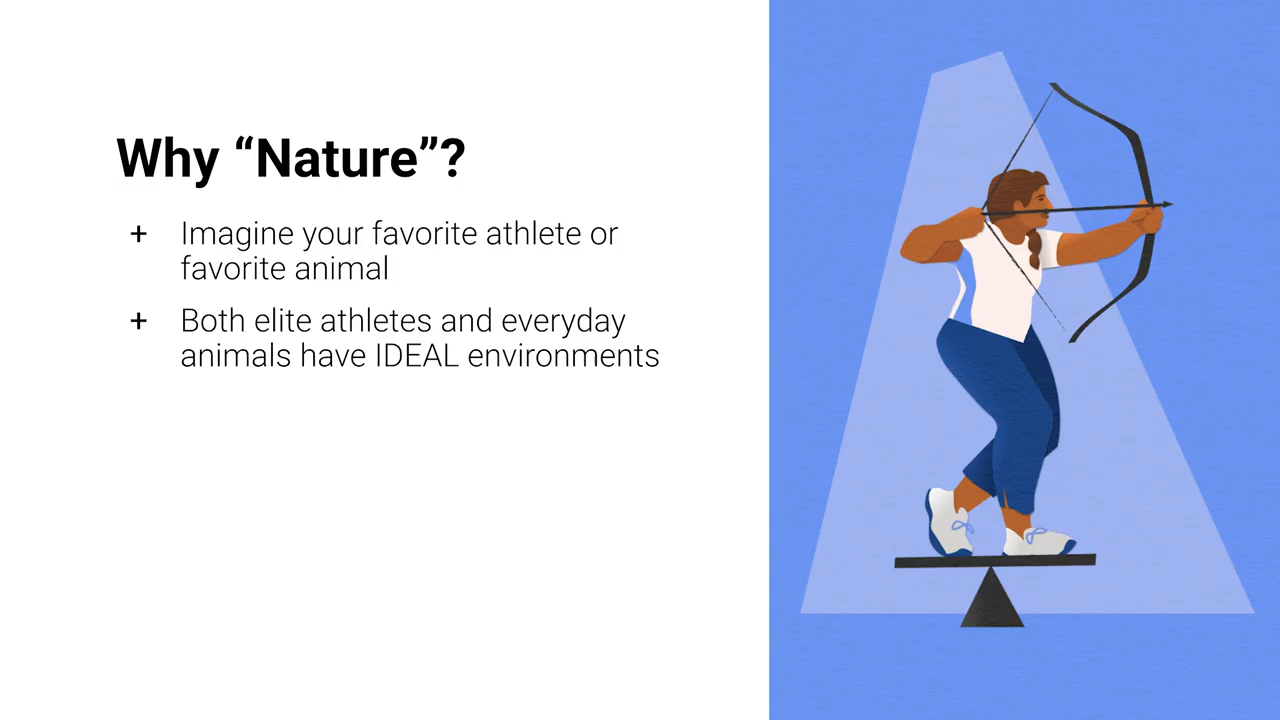 Why “Nature”?
+ Imagine your favorite athlete or
favorite animal
+ Both elite athletes and everyday
animals have IDEAL environments